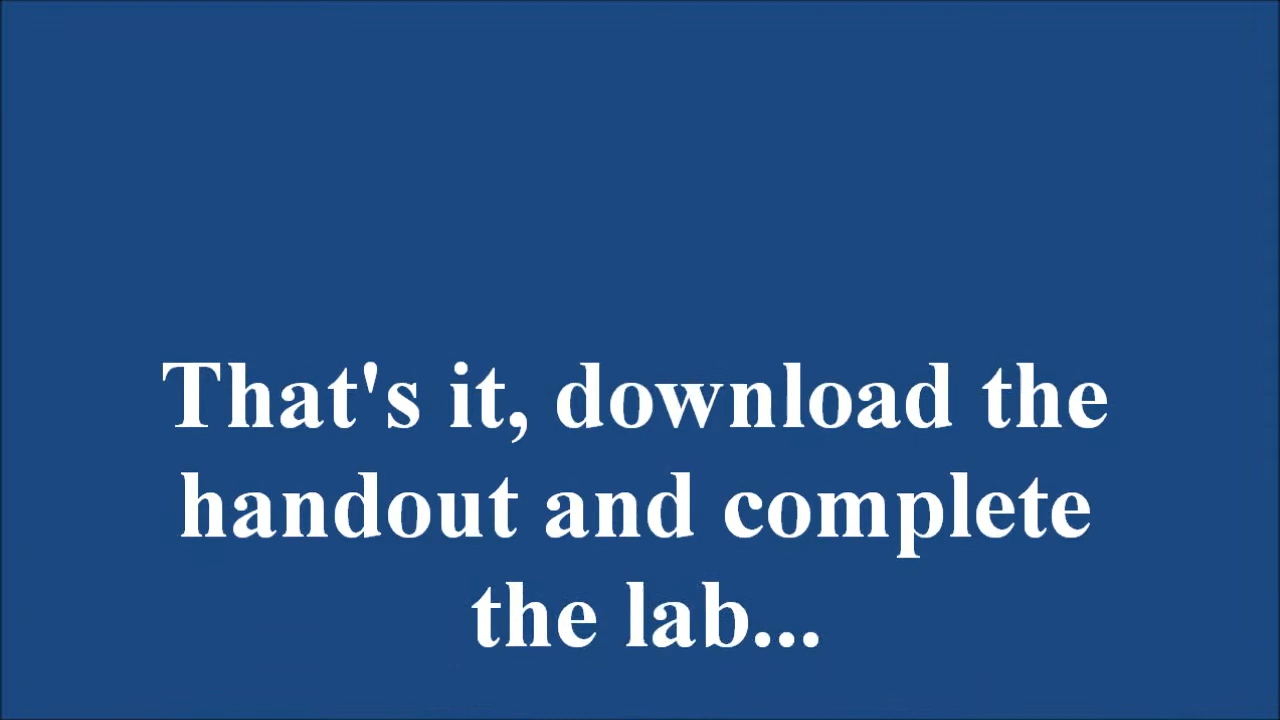 That's it, download the
handout and complete
the lab...